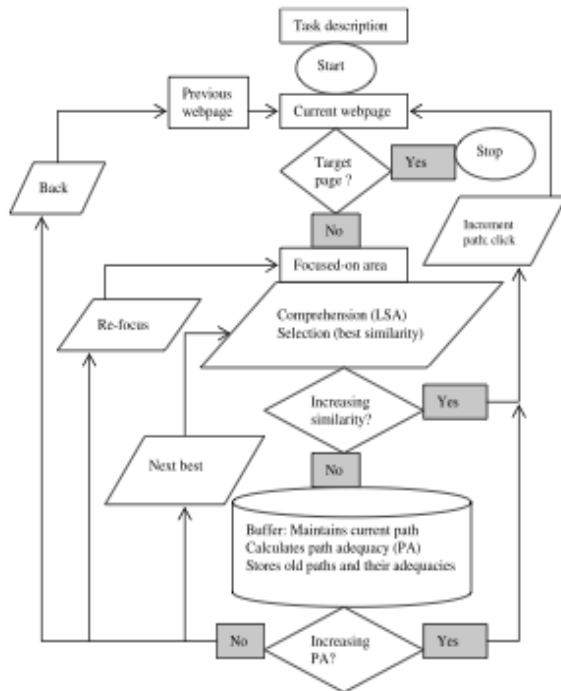 Task description
Start
Previous
webpage
Current webpage
Target
page ?
Yes
Stop
Back
No
Increment
path; click
Focused-on area
Re-focus
Comprehension (LSA)
Selection (best similarity)
Increasing
similarity?
Yes
Next best
No
Buffer: Maintains current path
Calculates path adequacy (PA)
Stores old paths and their adequacies
No
Increasing
PA?
Yes